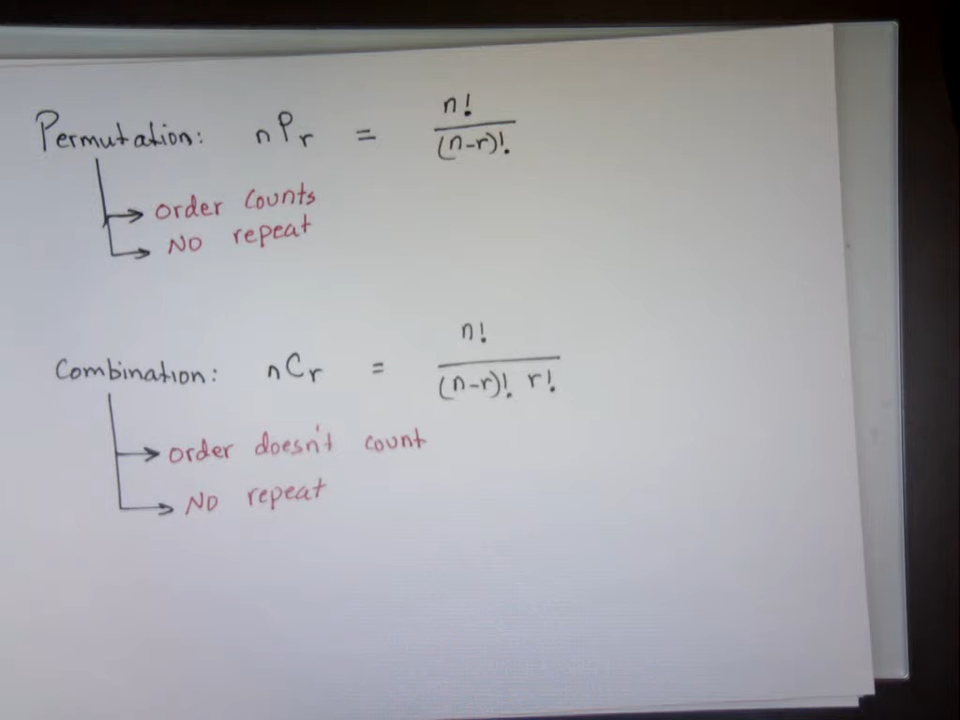 Permutation: nPr = n!/(n-r)!
order counts
No repeat
Combination: nCr = n!/(n-r)! r!
order doesn't count
No repeat